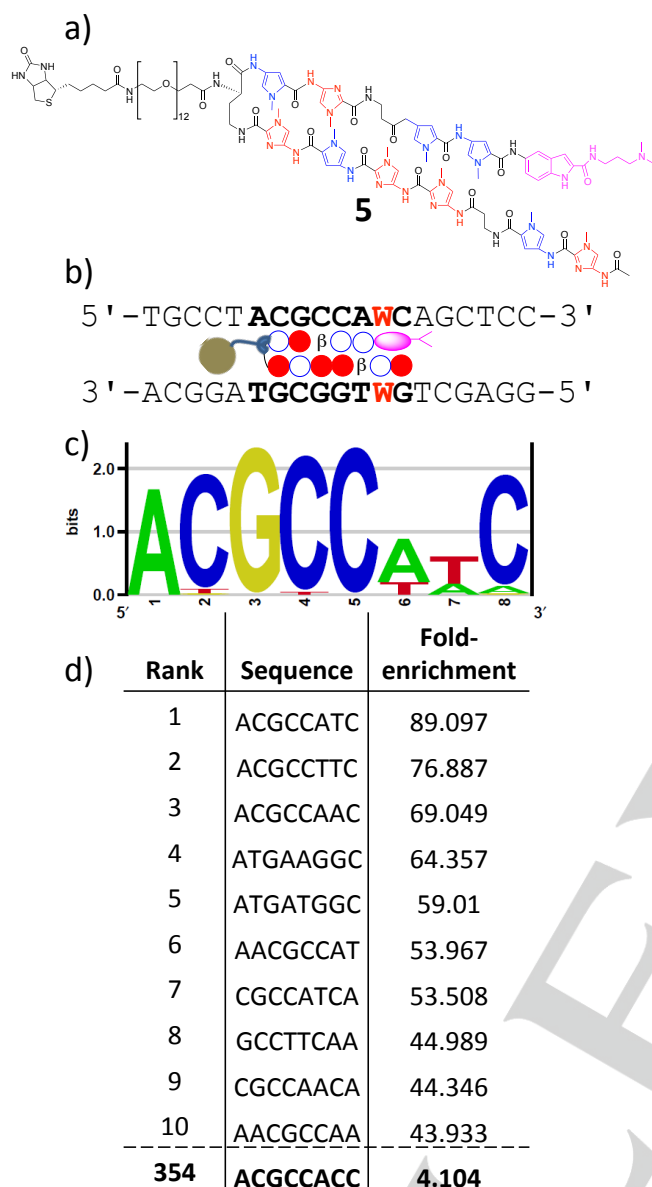 a)
12
5
b)
5'-TGCCTACGCCAWCAGCTCC-3'
β
3'-ACGGATGCGGTWGTCGAGG-5'
β
c)
bits
2.0
1.0
0.0
ACGCCATC
5′ 1 2 3 4 5 6 7 8 3′
d)
Rank Sequence Fold-enrichment
1 ACGCCATC 89.097
2 ACGCCTTC 76.887
3 ACGCCAAC 69.049
4 ATGAAGGC 64.357
5 ATGATGGC 59.01
6 AACGCCAT 53.967
7 CGCCATCA 53.508
8 GCCTTCAA 44.989
9 CGCCAACA 44.346
10 AACGCCAA 43.933
354 ACGCCACC 4.104